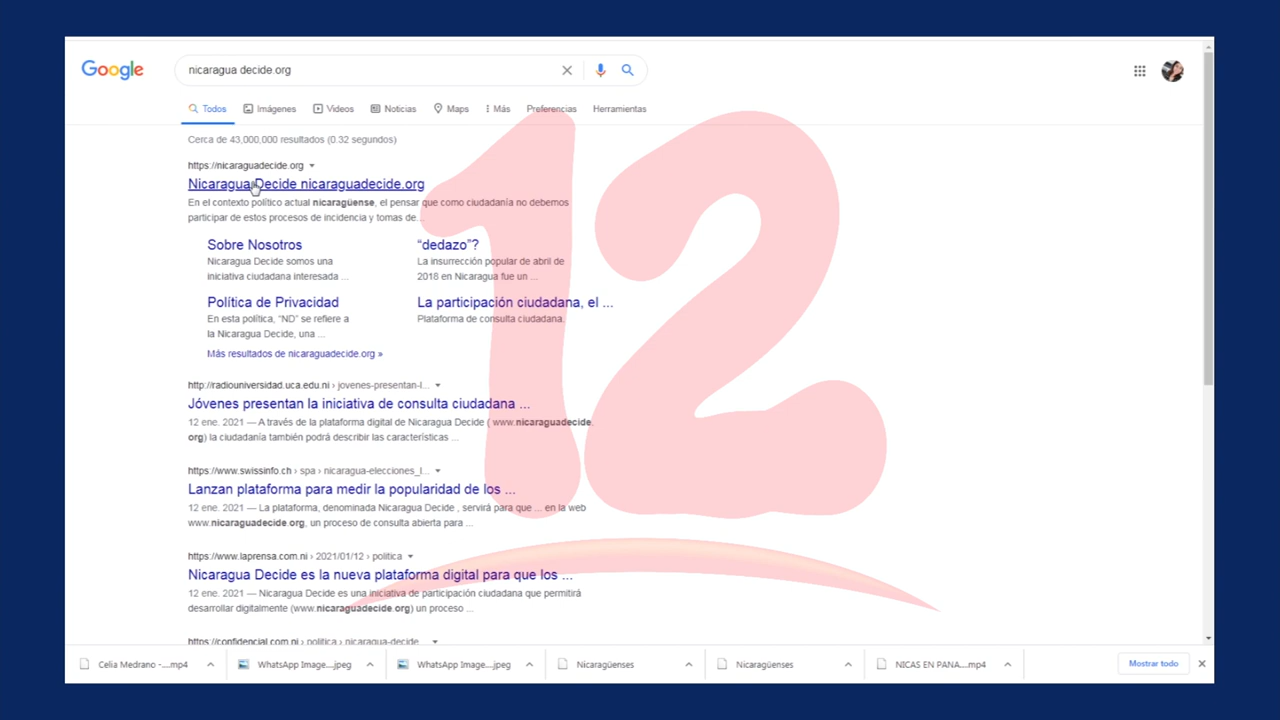 Google
nicaragua decide.org
Todos Imágenes Videos Noticias Maps Más Preferencias Herramientas
Cerca de 43,000,000 resultados (0.32 segundos)
https://nicaraguadecide.org
Nicaragua Decide nicaraguadecide.org
En el contexto político actual nicaragüense, el pensar que como ciudadanía no debemos
participar de estos procesos de incidencia y tomas de...
Sobre Nosotros
Nicaragua Decide somos una
iniciativa ciudadana interesada ...
“dedazo”?
La insurrección popular de abril de
2018 en Nicaragua fue un ...
Política de Privacidad
En esta política, “ND” se refiere a
la Nicaragua Decide, una ...
La participación ciudadana, el ...
Plataforma de consulta ciudadana.
Más resultados de nicaraguadecide.org »
http://radiouniversidad.uca.edu.ni › jovenes-presentan-l...
Jóvenes presentan la iniciativa de consulta ciudadana ...
12 ene. 2021 — A través de la plataforma digital de Nicaragua Decide ( www.nicaraguadecide.
org) la ciudadanía también podrá describir las características ...
https://www.swissinfo.ch › spa › nicaragua-elecciones_l...
Lanzan plataforma para medir la popularidad de los ...
12 ene. 2021 — La plataforma, denominada Nicaragua Decide , servirá para que ... en la web
www.nicaraguadecide.org, un proceso de consulta abierta para ...
https://www.laprensa.com.ni › 2021/01/12 › politica
Nicaragua Decide es la nueva plataforma digital para que los ...
12 ene. 2021 — Nicaragua Decide es una iniciativa de participación ciudadana que permitirá
desarrollar digitalmente (www.nicaraguadecide.org) un proceso ...
https://confidencial.com.ni › politica › nicaragua-decide
12
Celia Medrano -....mp4 WhatsApp Image....jpeg WhatsApp Image....jpeg Nicaragüenses Nicaragüenses NICAS EN PANA....mp4 Mostrar todo